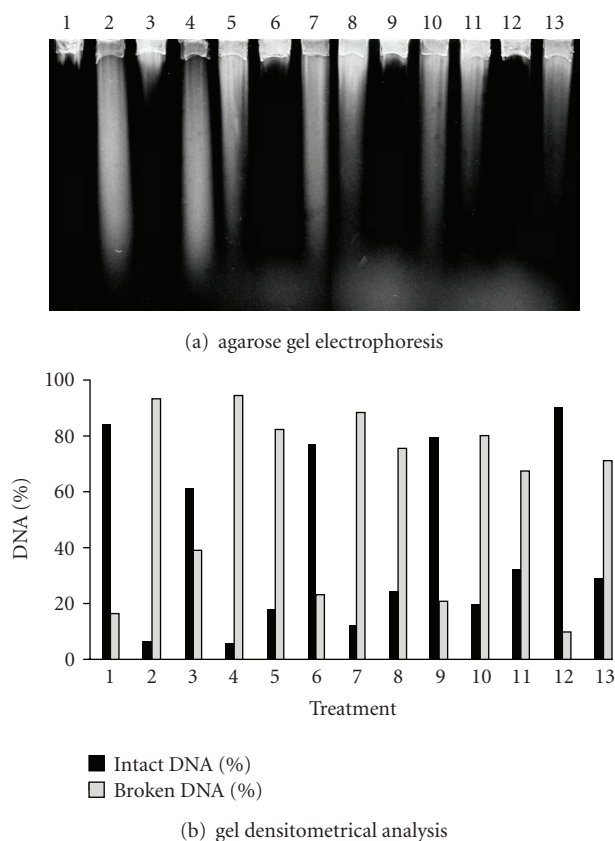 1 2 3 4 5 6 7 8 9 10 11 12 13
(a) agarose gel electrophoresis
100
80
60
40
20
0
DNA (%)
1 2 3 4 5 6 7 8 9 10 11 12 13
Treatment
Intact DNA (%)
Broken DNA (%)
(b) gel densitometrical analysis